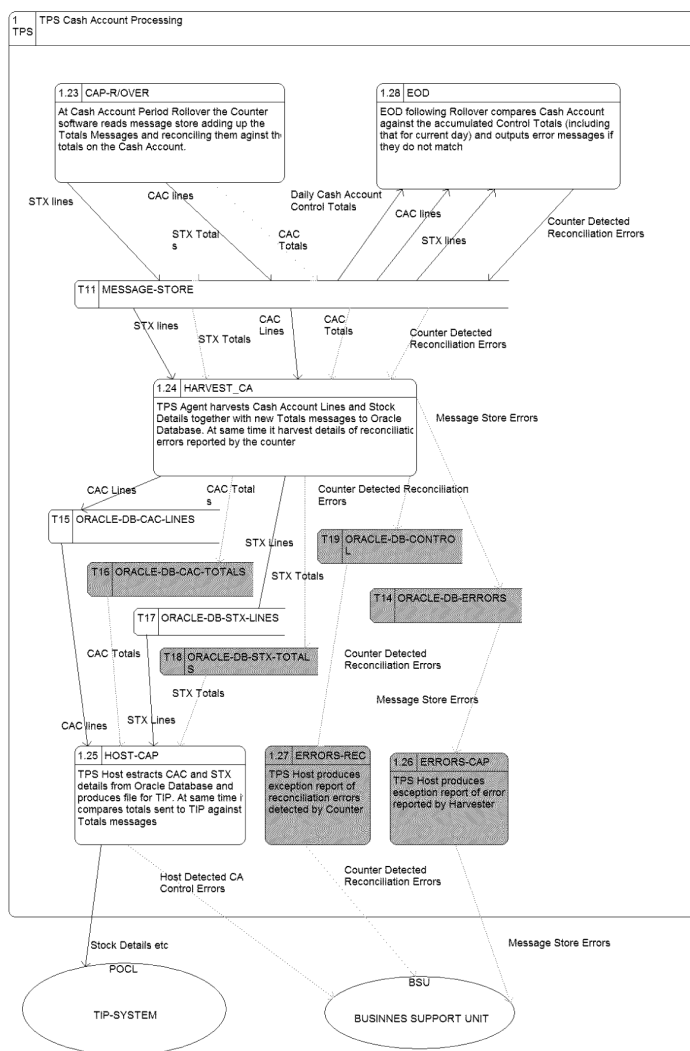 1 TPS Cash Account Processing
TPS
1.23 CAP-R/OVER
At Cash Account Period Rollover the Counter
software reads message store adding up the
Totals Messages and reconciling them aginst the
totals on the Cash Account.
1.28 EOD
EOD following Rollover compares Cash Account
against the accumulated Control Totals (including
that for current day) and outputs error messages if
they do not match
STX lines
CAC lines
STX Total
s
CAC
Totals
Daily Cash Account
Control Totals
CAC lines
STX lines
Counter Detected
Reconciliation Errors
T11 MESSAGE-STORE
STX lines
STX Totals
CAC
Lines
CAC
Totals
Counter Detected
Reconciliation Errors
1.24 HARVEST_CA
TPS Agent harvests Cash Account Lines and Stock
Details together with new Totals messages to Oracle
Database. At same time it harvest details of reconciliatic
errors reported by the counter
Message Store Errors
CAC Lines
CAC Total
s
Counter Detected Reconciliation
Errors
T15 ORACLE-DB-CAC-LINES
STX Lines
T19 ORACLE-DB-CONTRO
L
T16 ORACLE-DB-CAC-TOTALS
STX Totals
T14 ORACLE-DB-ERRORS
T17 ORACLE-DB-STX-LINES
CAC Totals
T18 ORACLE-DB-STX-TOTAL
S
Counter Detected
Reconciliation Errors
STX Totals
Message Store Errors
CAC lines
STX Lines
1.25 HOST-CAP
TPS Host estracts CAC and STX
details from Oracle Database and
produces file for TIP. At same time i
compares totals sent to TIP against
Totals messages
1.27 ERRORS-REC
TPS Host produces
exception report of
reconciliation errors
detected by Counter
1.26 ERRORS-CAP
TPS Host produces
esception report of error
reported by Harvester
Host Detected CA
Control Errors
Counter Detected
Reconciliation Errors
Stock Details etc
Message Store Errors
POCL
TIP-SYSTEM
BSU
BUSINNES SUPPORT UNIT